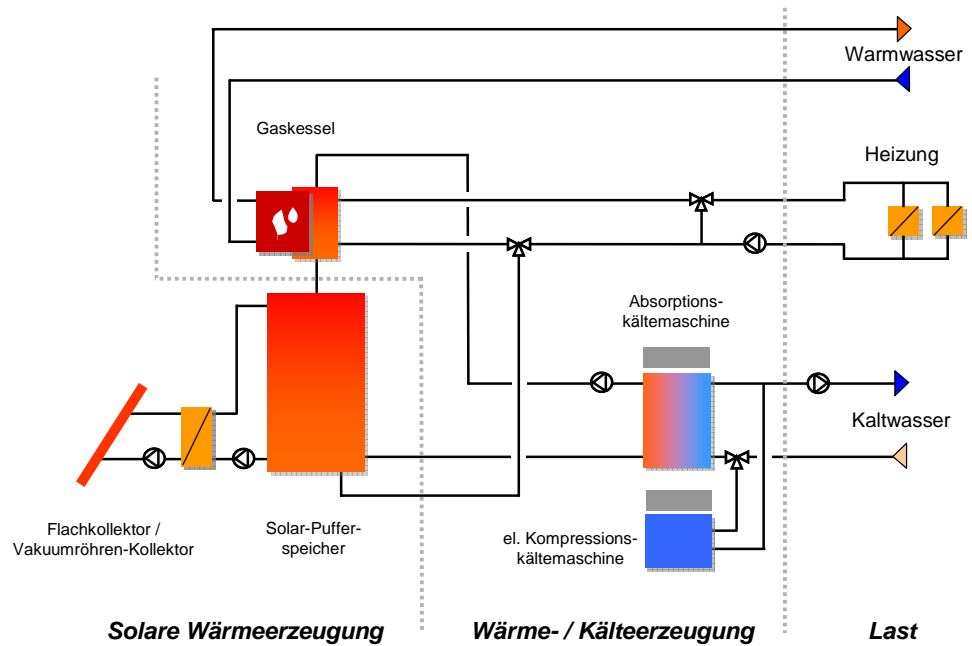 Warmwasser
Gaskessel
Heizung
Absorptions-
kältemaschine
Kaltwasser
Flachkollektor /
Vakuumröhren-Kollektor
Solar-Puffer-
speicher
el. Kompressions-
kältemaschine
Solare Wärmeerzeugung
Wärme- / Kälteerzeugung
Last